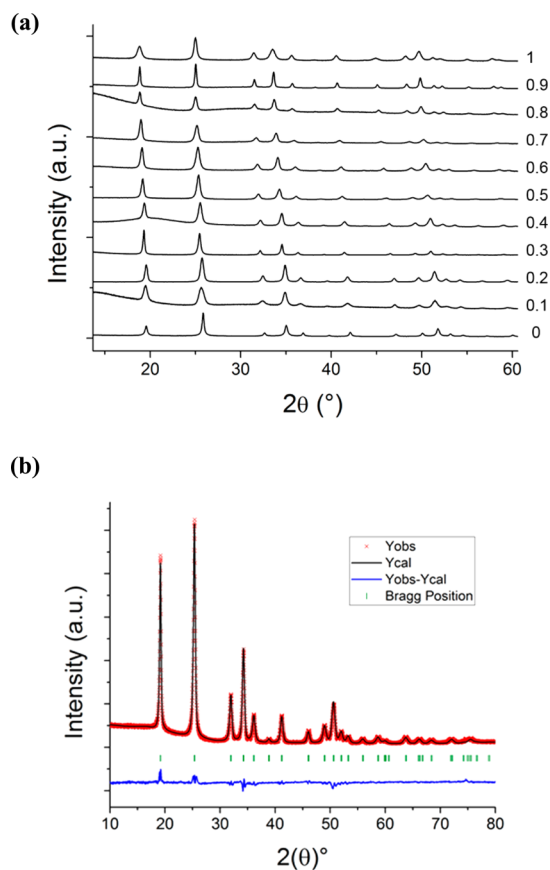 (a)
Intensity (a.u.)
1
0.9
0.8
0.7
0.6
0.5
0.4
0.3
0.2
0.1
0
20 30 40 50 60
2θ (°)
(b)
Intensity (a.u.)
Yobs
Ycal
Yobs-Ycal
Bragg Position
10 20 30 40 50 60 70 80
2(θ)°